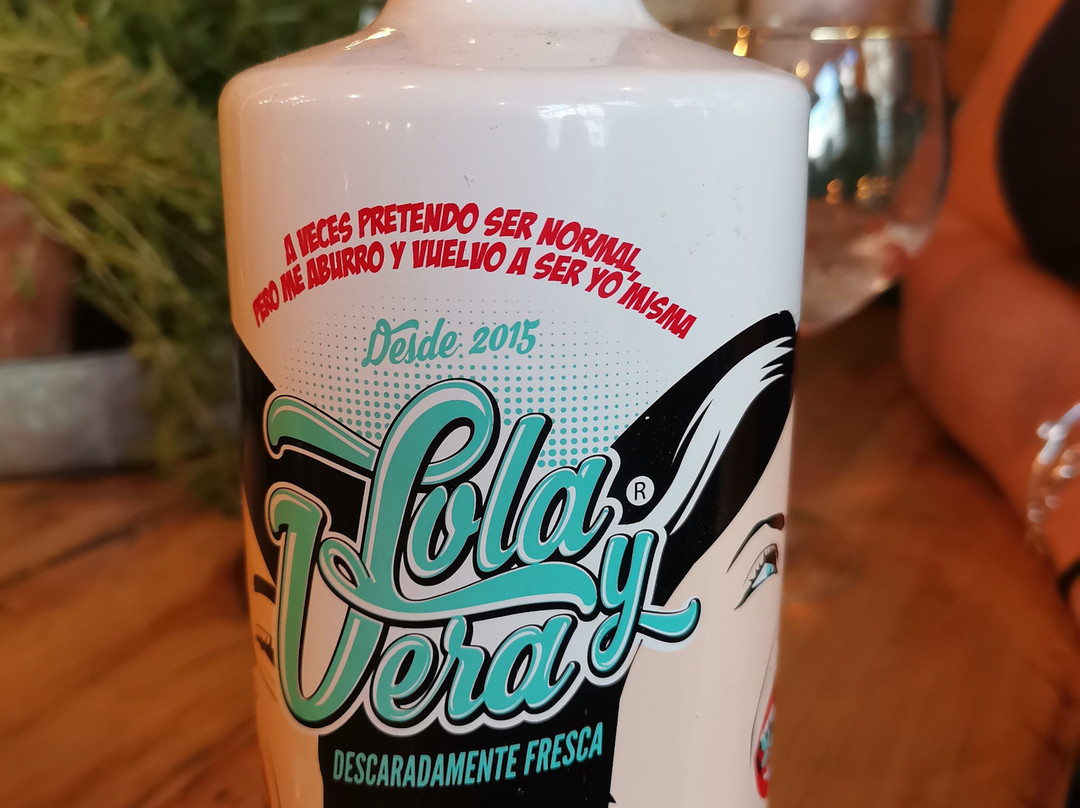 A VECES PRETENDO SER NORMAL,
PERO ME ABURRO Y VUELVO A SER YO MISMA
Desde 2015
Lola y
®
Vera
DESCARADAMENTE FRESCA